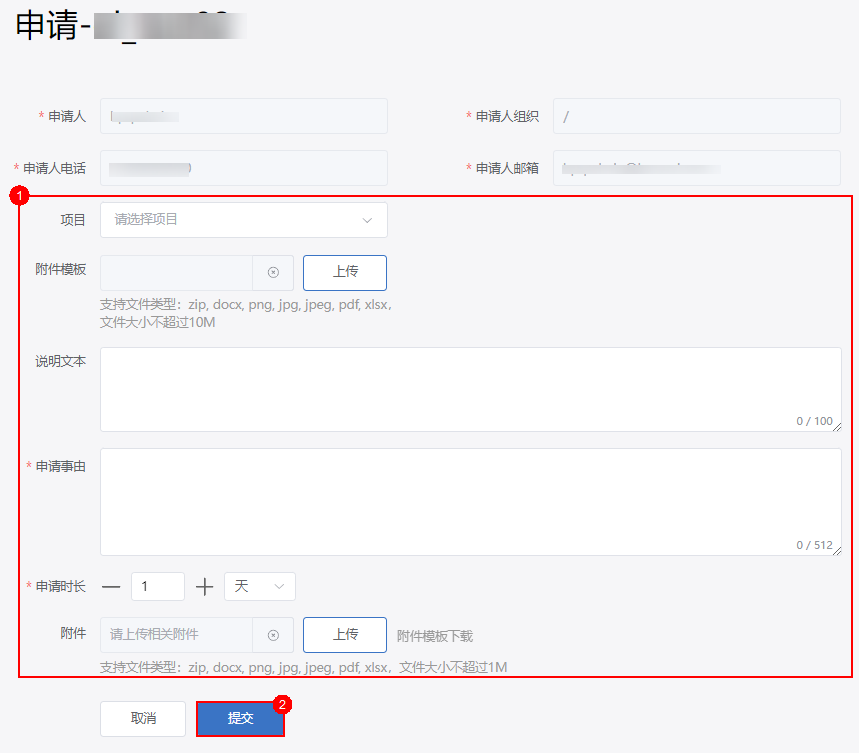 申请-
* 申请人
* 申请人组织 /
* 申请人电话
* 申请人邮箱
1
项目 请选择项目
附件模板 上传
支持文件类型：zip, docx, png, jpg, jpeg, pdf, xlsx,
文件大小不超过10M
说明文本
0 / 100
* 申请事由
0 / 512
* 申请时长 — 1 + 天
附件 请上传相关附件 上传 附件模板下载
支持文件类型：zip, docx, png, jpg, jpeg, pdf, xlsx，文件大小不超过1M
取消 提交 2